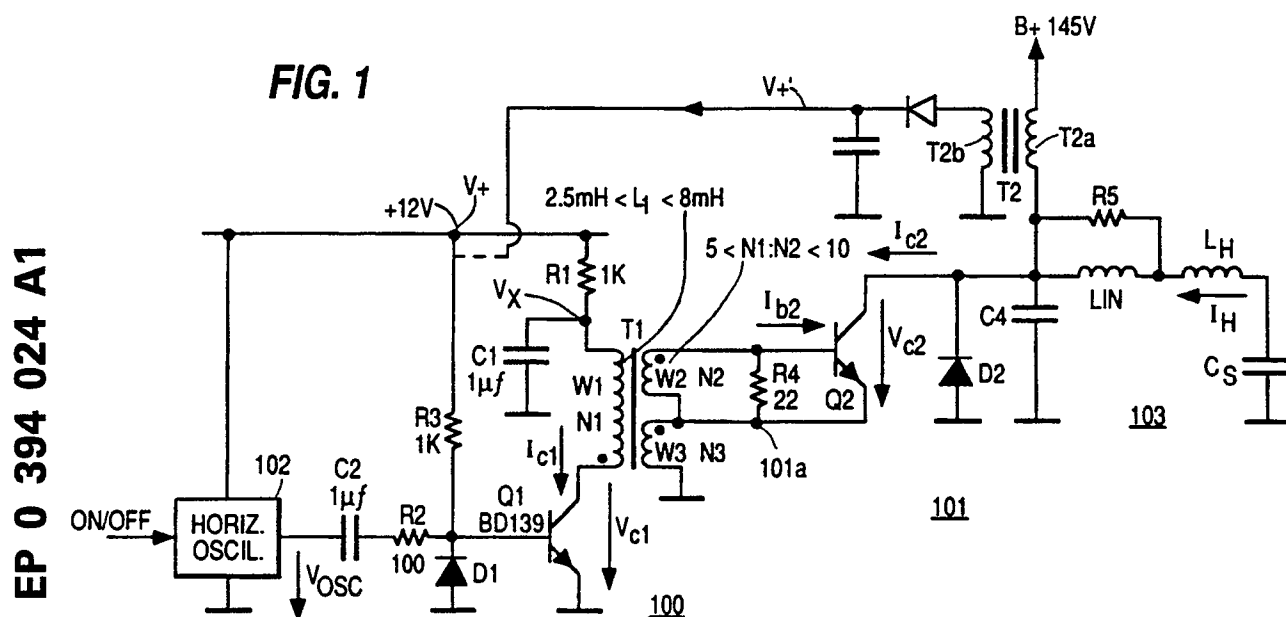 EP 0 394 024 A1
FIG. 1
B+ 145V
V+'
T2b
T2
T2a
R5
V+
+12V
2.5mH < L1 < 8mH
5 < N1:N2 < 10
Ic2
LH
LIN
IH
R1
1K
VX
C1
1µf
T1
W1
N1
W2 N2
W3 N3
Ib2
R4
22
Q2
Vc2
D2
C4
CS
103
R3
1K
Ic1
101a
101
102
C2
1µf
ON/OFF
HORIZ.
OSCIL.
R2
100
Q1
BD139
Vc1
VOSC
D1
100